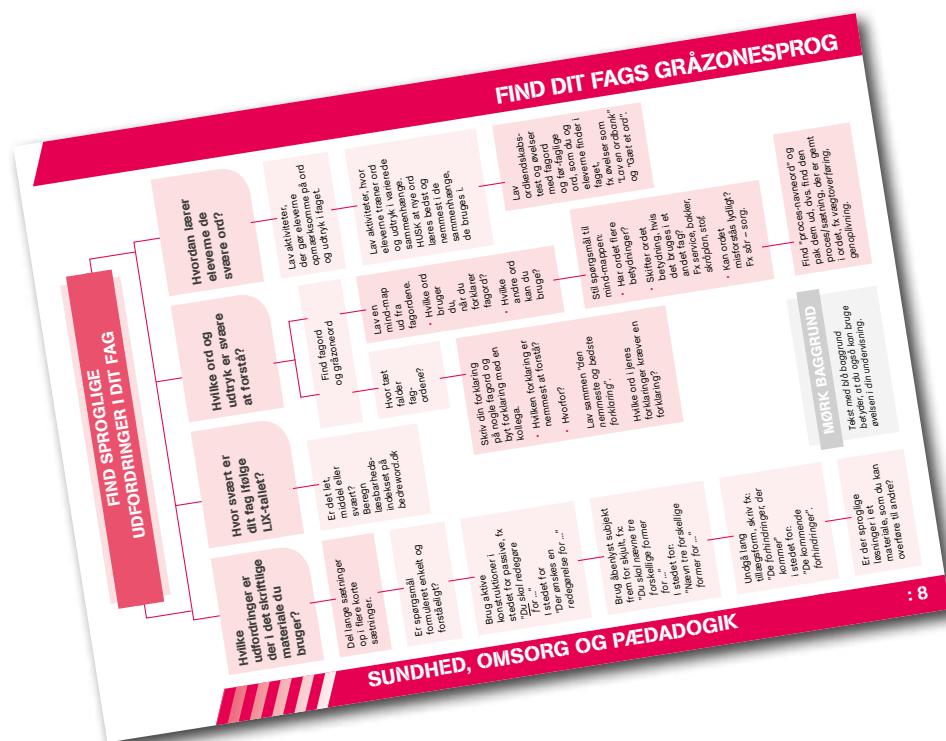 FIND DIT FAGS GRÅZONESPROG
FIND SPROGLIGE
UDFORDRINGER I DIT FAG
Hvilke
udfordringer er
der i det skriftlige
materiale du
bruger?
Del lange sætninger
op i flere korte
sætninger.
Er spørgsmål
formuleret enkelt og
forståeligt?
Brug aktive
konstruktioner i
stedet for passive, fx
"Du skal redegøre
for ..."
I stedet for
"Der ønskes en
redegørelse for ..."
Brug åbenlyst subjekt
frem for skjult, fx:
"Du skal nævne tre
forskellige former
for ..."
I stedet for:
"Nævn tre forskellige
former for ..."
Undgå lang
tillægsform, skriv fx:
"De forhindringer, der
kommer"
i stedet for:
"De kommende
forhindringer".
Er der sproglige
løsninger i et
materiale, som du kan
overføre til andre?
Hvor svært er
dit fag ifølge
LIX-tallet?
Er det let,
middel eller
svært?
Beregn
læsbarheds-
indekset på
bedreword.dk
Hvilke ord og
udtryk er svære
at forstå?
Find fagord
og gråzoneord
Hvor tæt
falder
fag-
ordene?
Skriv din forklaring
på nogle fagord og
byt forklaring med en
kollega.
• Hvilken forklaring er
nemmest at forstå?
• Hvorfor?
Lav sammen "den
nemmeste og bedste
forklaring".
Hvilke ord i jeres
forklaringer kræver en
forklaring?
Lav en
mind-map
ud fra
fagordene.
• Hvilke ord
bruger
du,
når du
forklarer
fagord?
• Hvilke
andre ord
kan du
bruge?
Stil spørgsmål til
mind-mappen:
• Har ordet flere
betydninger?
• Skifter ordet
betydning, hvis
det bruges i et
andet fag?
Fx service, bakker,
skråplan, stof.
• Kan ordet
misforstås lydligt?
Fx sår – sorg.
Find "proces-navneord" og
pak dem ud, dvs. find den
proces/sætning, der er gemt
i ordet, fx vægtoverføring,
genoplivning.
Hvordan lærer
eleverne de
svære ord?
Lav aktiviteter,
der gør eleverne
opmærksomme på ord
og udtryk i faget.
Lav aktiviteter, hvor
eleverne træner ord
og udtryk i varierede
sammenhænge.
HUSK at nye ord
læres bedst og
nemmest i de
sammenhænge,
de bruges i.
Lav
ordkendskabs-
test og øvelser
med fagord
og før-faglige
ord, som du og
eleverne finder i
faget,
fx øvelser som
"Lav en ordbank"
og "Gæt et ord".
MØRK BAGGRUND
Tekst med blå baggrund
betyder, at du også kan bruge
øvelsen i din undervisning.
SUNDHED, OMSORG OG PÆDADOGIK
: 8